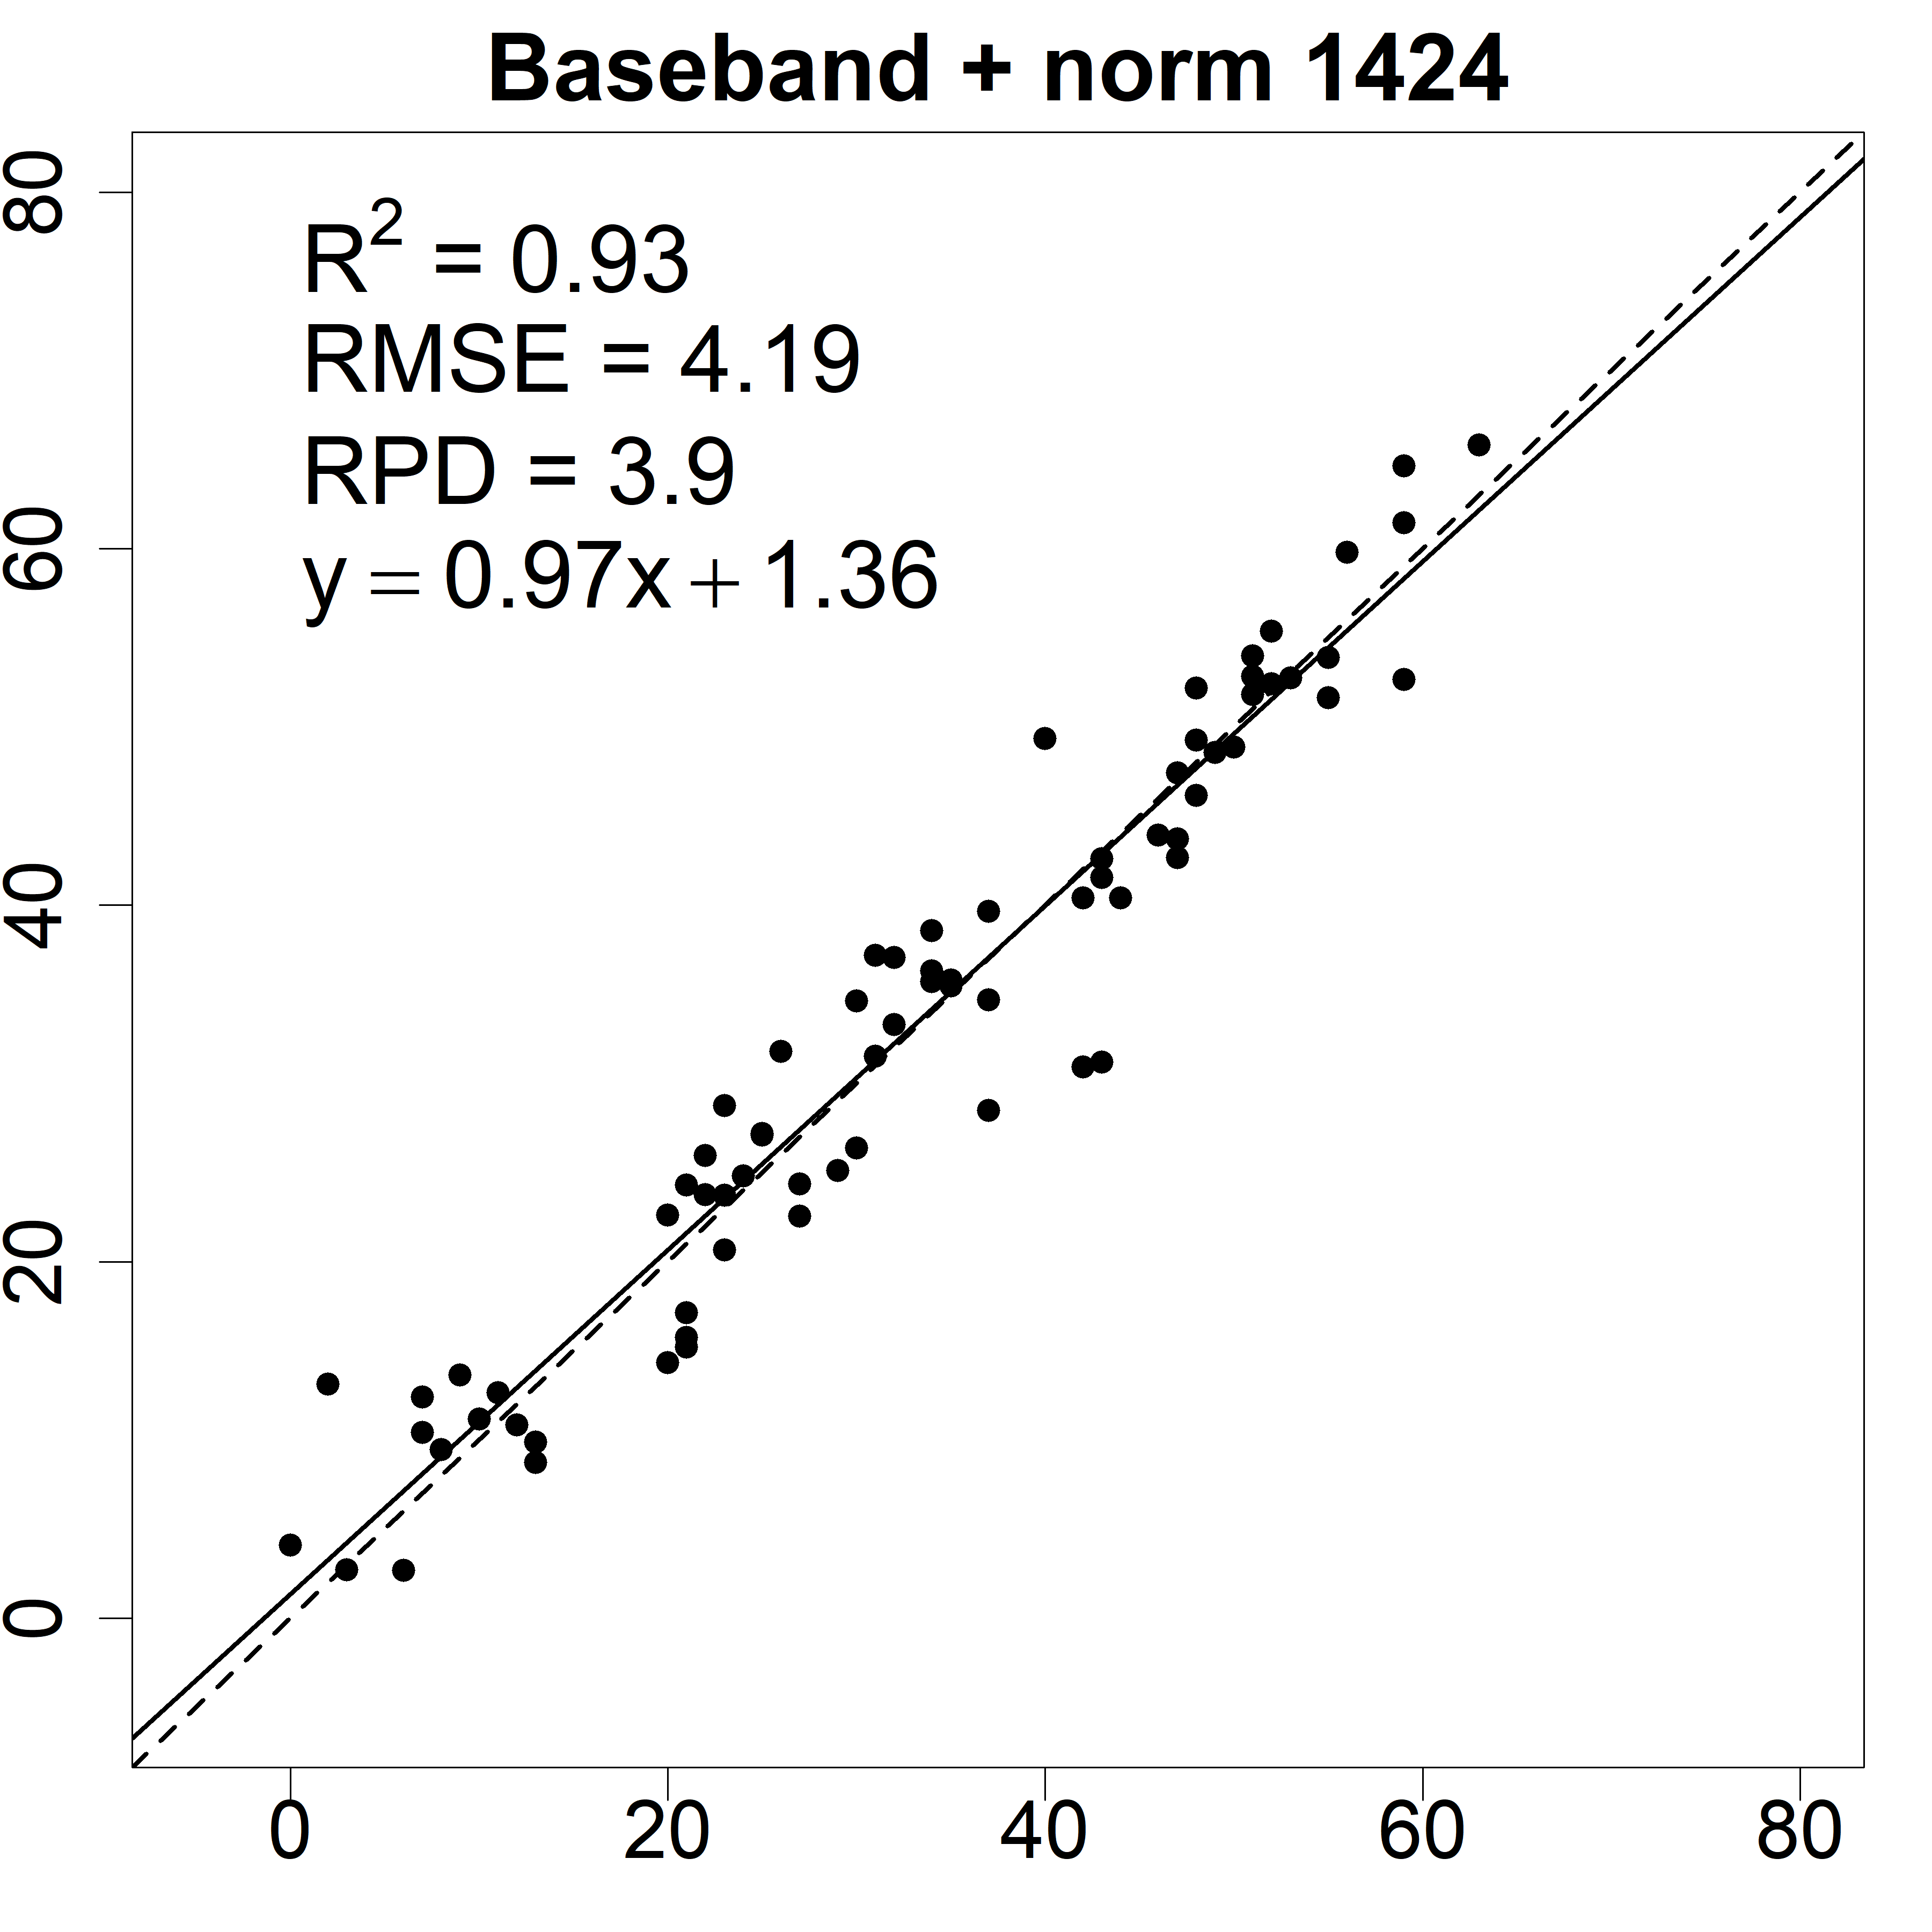 Baseband + norm 1424
R² = 0.93
RMSE = 4.19
RPD = 3.9
y = 0.97x + 1.36
80
60
40
20
0
0 20 40 60 80